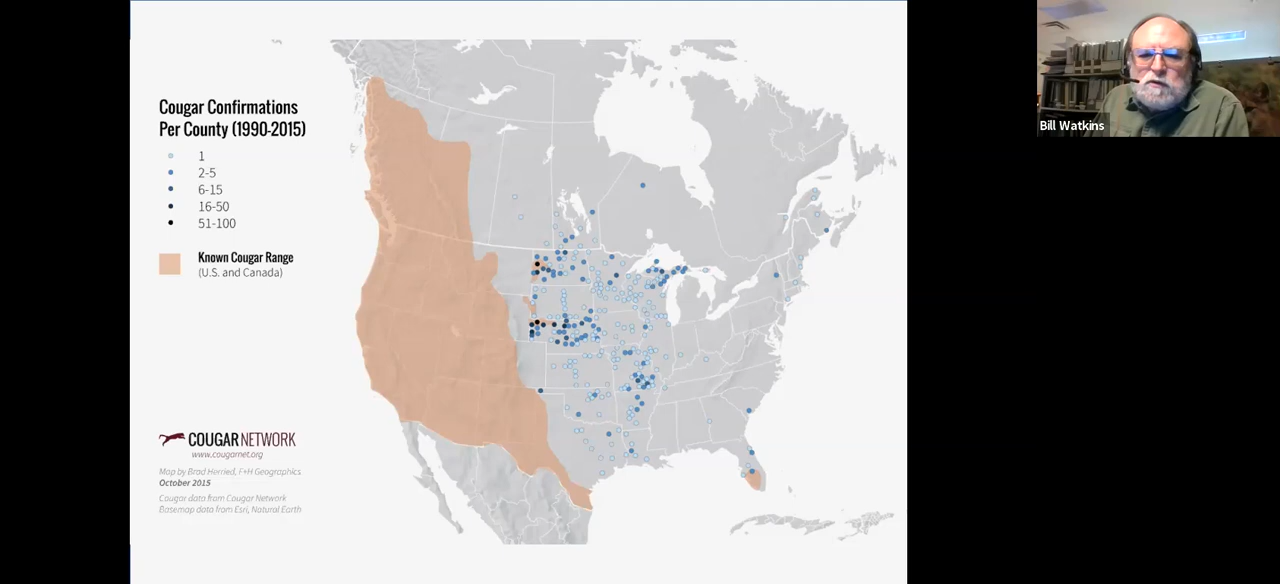 Cougar Confirmations
Per County (1990-2015)
1
2-5
6-15
16-50
51-100
Known Cougar Range
(U.S. and Canada)
COUGAR NETWORK
www.cougarnet.org
Map by Brad Herried, F+H Geographics
October 2015
Cougar data from Cougar Network
Basemap data from Esri, Natural Earth
Bill Watkins